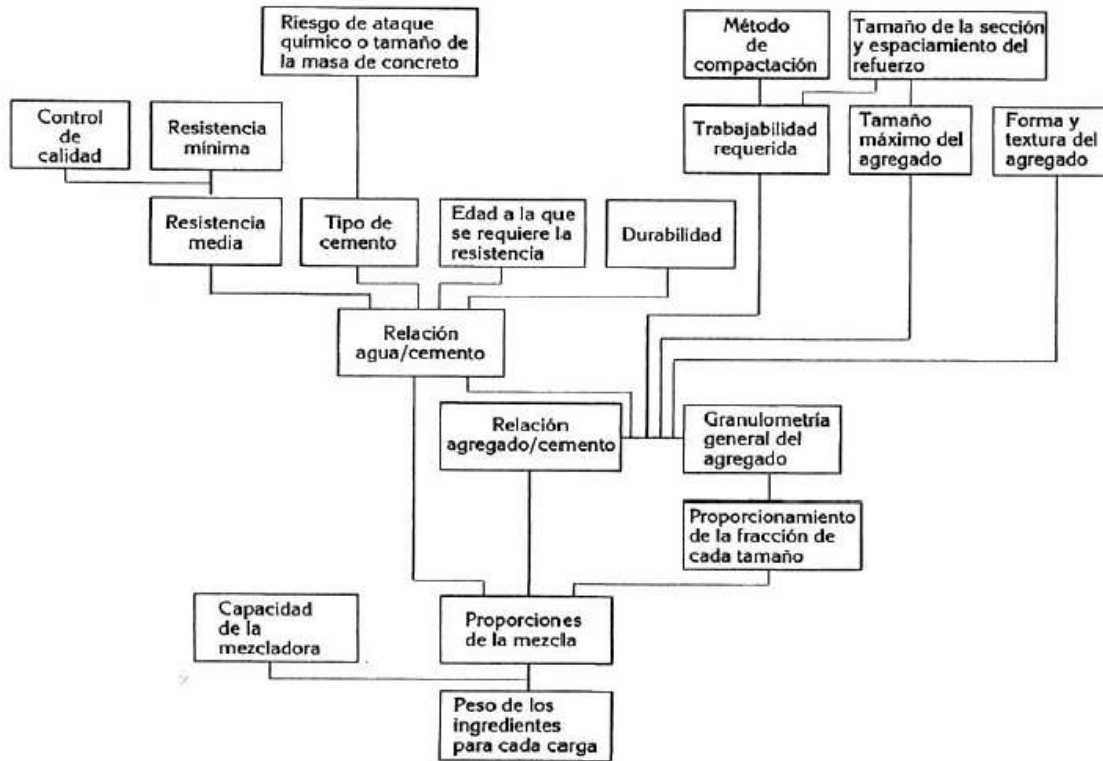 Riesgo de ataque
químico o tamaño de
la masa de concreto
Método
de
compactación
Tamaño de la sección
y espaciamiento del
refuerzo
Control
de
calidad
Resistencia
mínima
Trabajabilidad
requerida
Tamaño
máximo del
agregado
Forma y
textura del
agregado
Resistencia
media
Tipo de
cemento
Edad a la que
se requiere la
resistencia
Durabilidad
Relación
agua/cemento
Relación
agregado/cemento
Granulometría
general del
agregado
Proporcionamiento
de la fracción de
cada tamaño
Capacidad
de la
mezcladora
Proporciones
de la mezcla
Peso de los
ingredientes
para cada carga